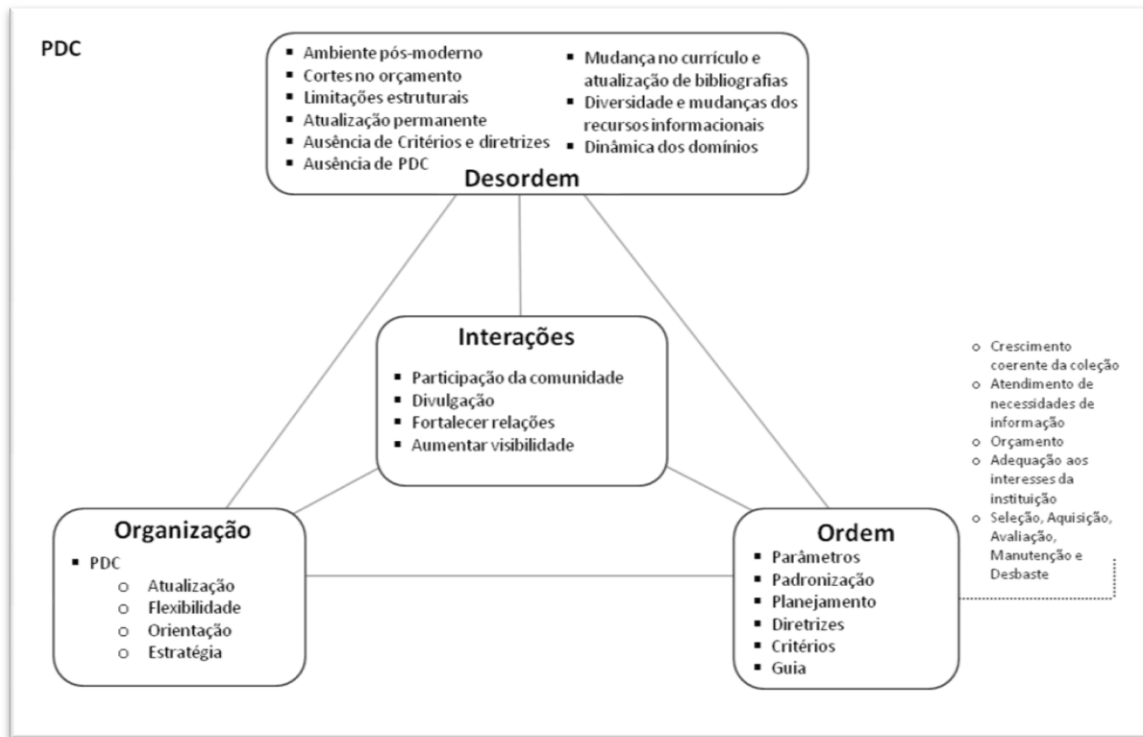 PDC
Ambiente pós-moderno
Cortes no orçamento
Limitações estruturais
Atualização permanente
Ausência de Critérios e diretrizes
Ausência de PDC
Mudança no currículo e
atualização de bibliografias
Diversidade e mudanças dos
recursos informacionais
Dinâmica dos domínios
Desordem
Interações
Participação da comunidade
Divulgação
Fortalecer relações
Aumentar visibilidade
Organização
PDC
Atualização
Flexibilidade
Orientação
Estratégia
Ordem
Parâmetros
Padronização
Planejamento
Diretrizes
Critérios
Guia
Crescimento
coerente da coleção
Atendimento de
necessidades de
informação
Orçamento
Adequação aos
interesses da
instituição
Seleção, Aquisição,
Avaliação,
Manutenção e
Desbaste